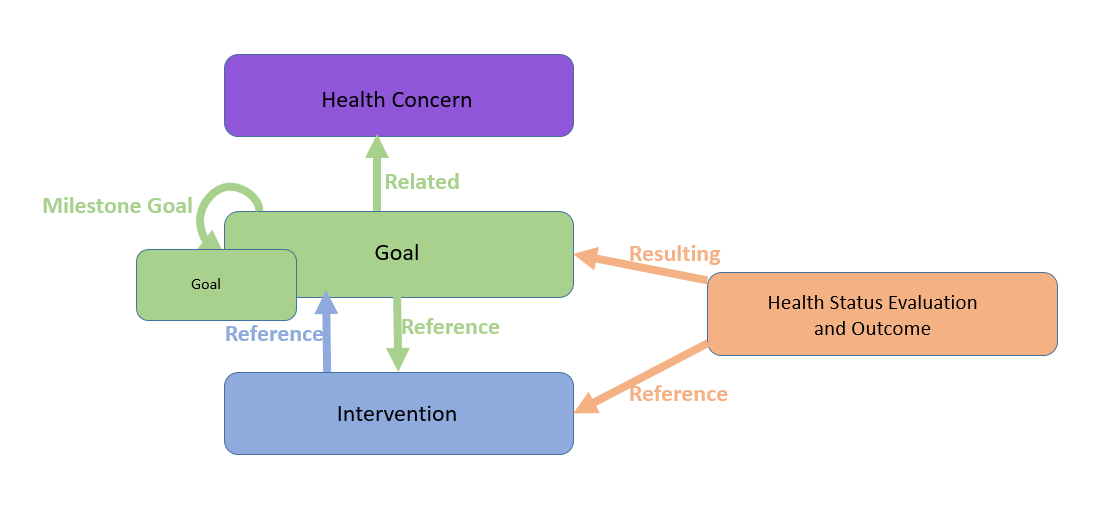 Health Concern
Related
Milestone Goal
Goal
Resulting
Goal
Health Status Evaluation
and Outcome
Reference
Reference
Reference
Intervention